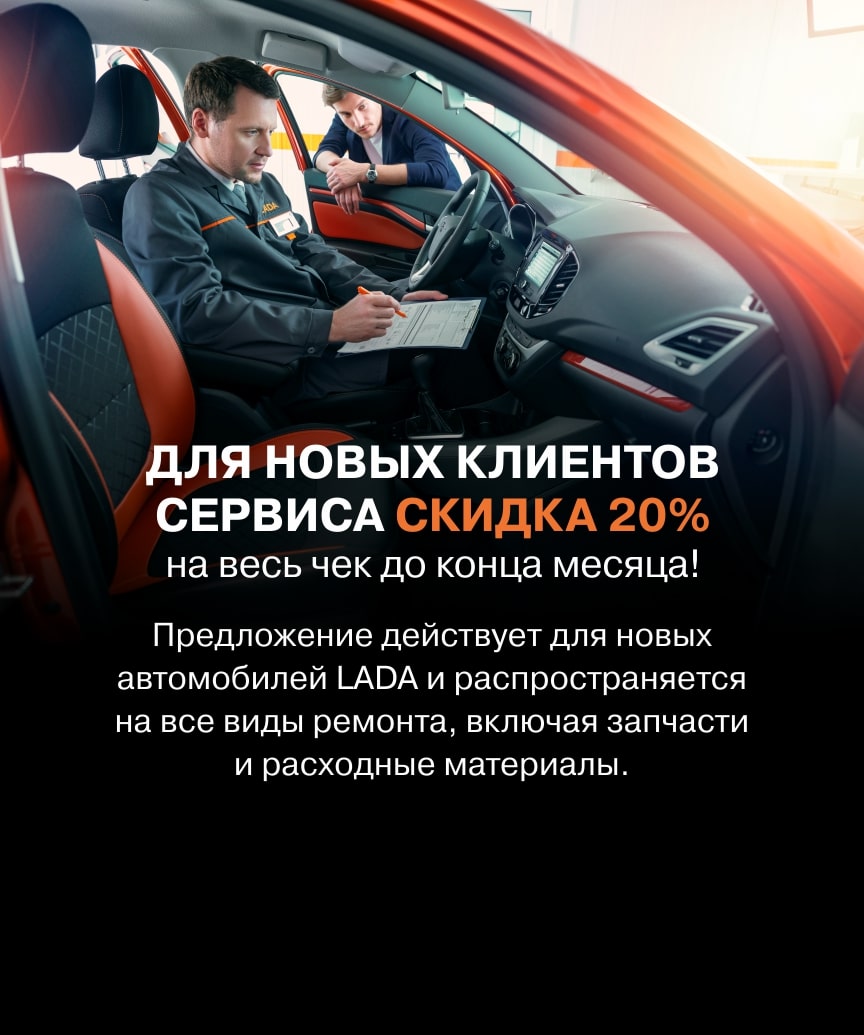 LADA
ДЛЯ НОВЫХ КЛИЕНТОВ
СЕРВИСА СКИДКА 20%
на весь чек до конца месяца!
Предложение действует для новых
автомобилей LADA и распространяется
на все виды ремонта, включая запчасти
и расходные материалы.